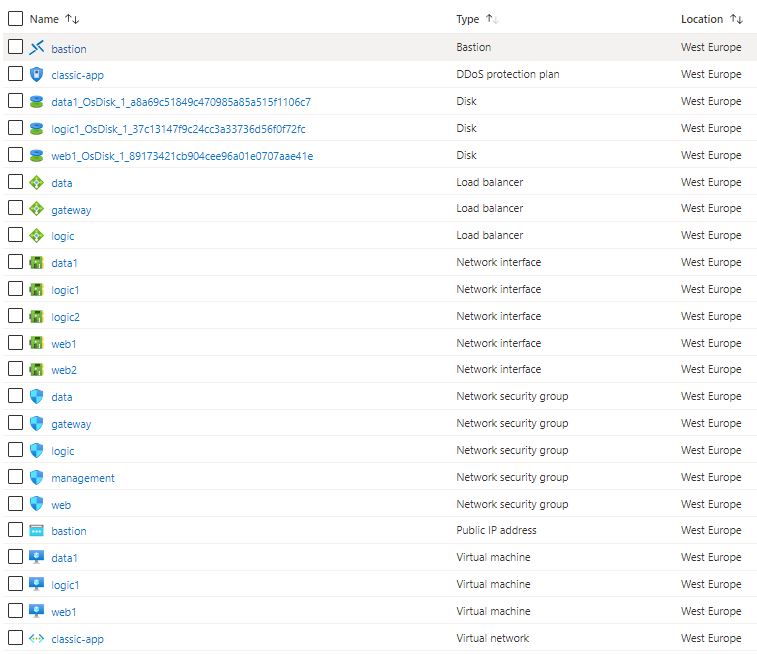 Name ↑↓ Type ↑↓ Location ↑↓
bastion Bastion West Europe
classic-app DDoS protection plan West Europe
data1_OsDisk_1_a8a69c51849c470985a85a515f1106c7 Disk West Europe
logic1_OsDisk_1_37c13147f9c24cc3a33736d56f0f72fc Disk West Europe
web1_OsDisk_1_89173421cb904cee96a01e0707aae41e Disk West Europe
data Load balancer West Europe
gateway Load balancer West Europe
logic Load balancer West Europe
data1 Network interface West Europe
logic1 Network interface West Europe
logic2 Network interface West Europe
web1 Network interface West Europe
web2 Network interface West Europe
data Network security group West Europe
gateway Network security group West Europe
logic Network security group West Europe
management Network security group West Europe
web Network security group West Europe
bastion Public IP address West Europe
data1 Virtual machine West Europe
logic1 Virtual machine West Europe
web1 Virtual machine West Europe
classic-app Virtual network West Europe